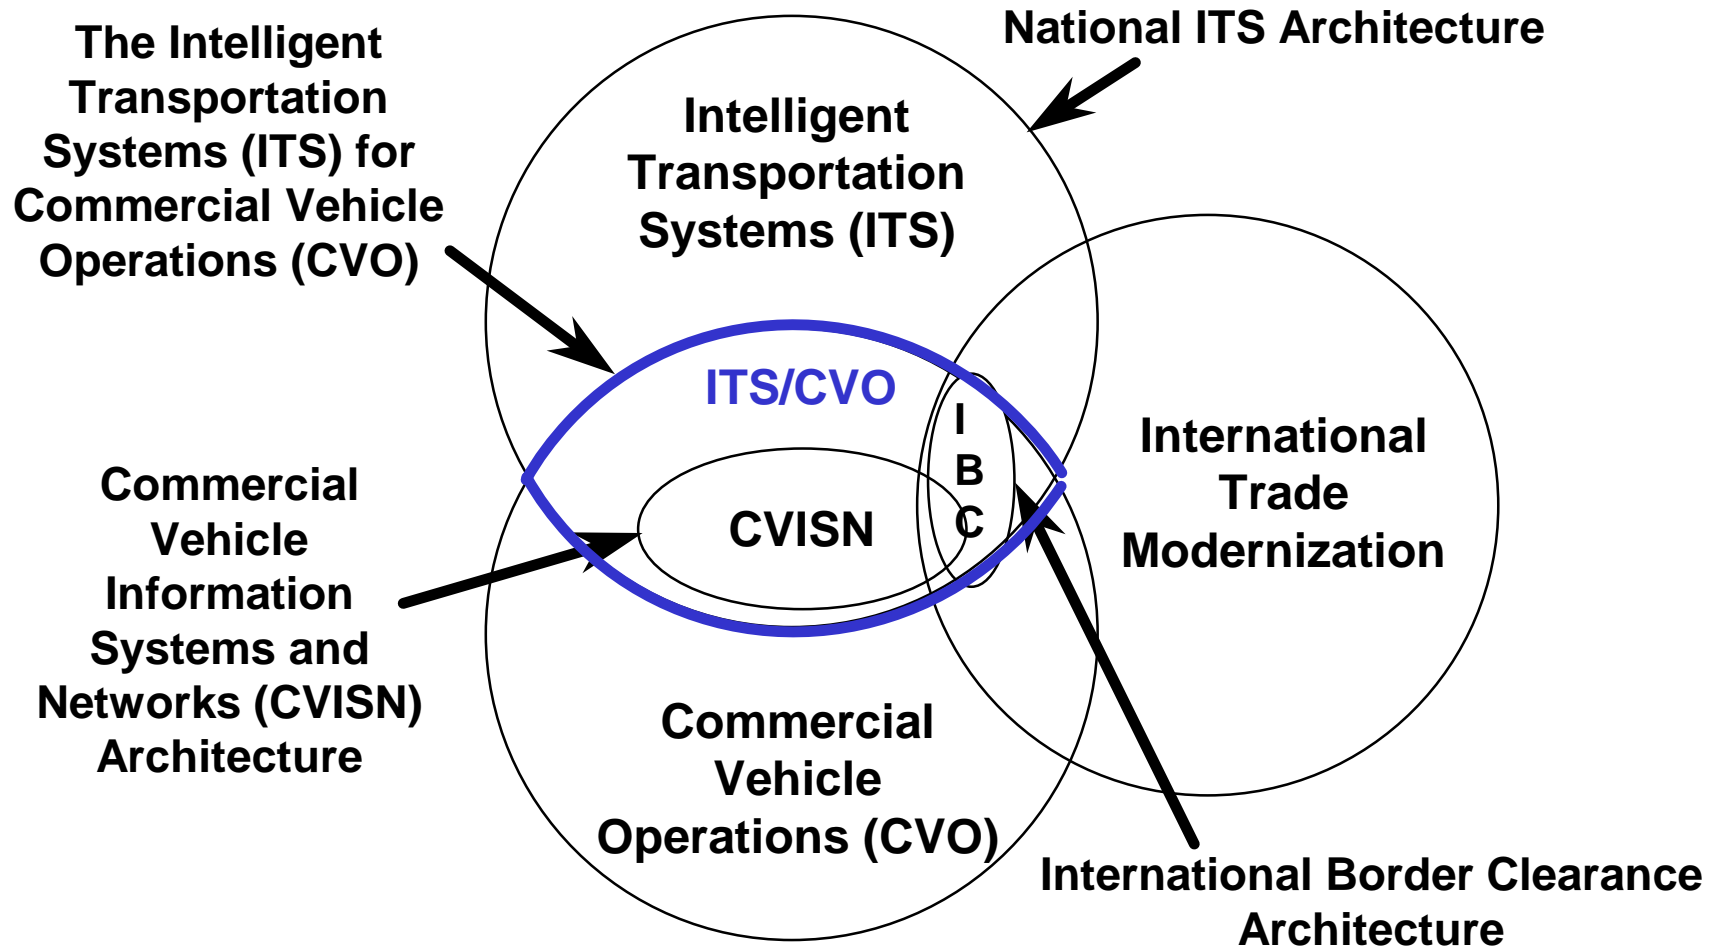 The Intelligent
Transportation
Systems (ITS) for
Commercial Vehicle
Operations (CVO)
National ITS Architecture
Intelligent
Transportation
Systems (ITS)
ITS/CVO
I
B
C
International
Trade
Modernization
Commercial
Vehicle
Information
Systems and
Networks (CVISN)
Architecture
CVISN
Commercial
Vehicle
Operations (CVO)
International Border Clearance
Architecture